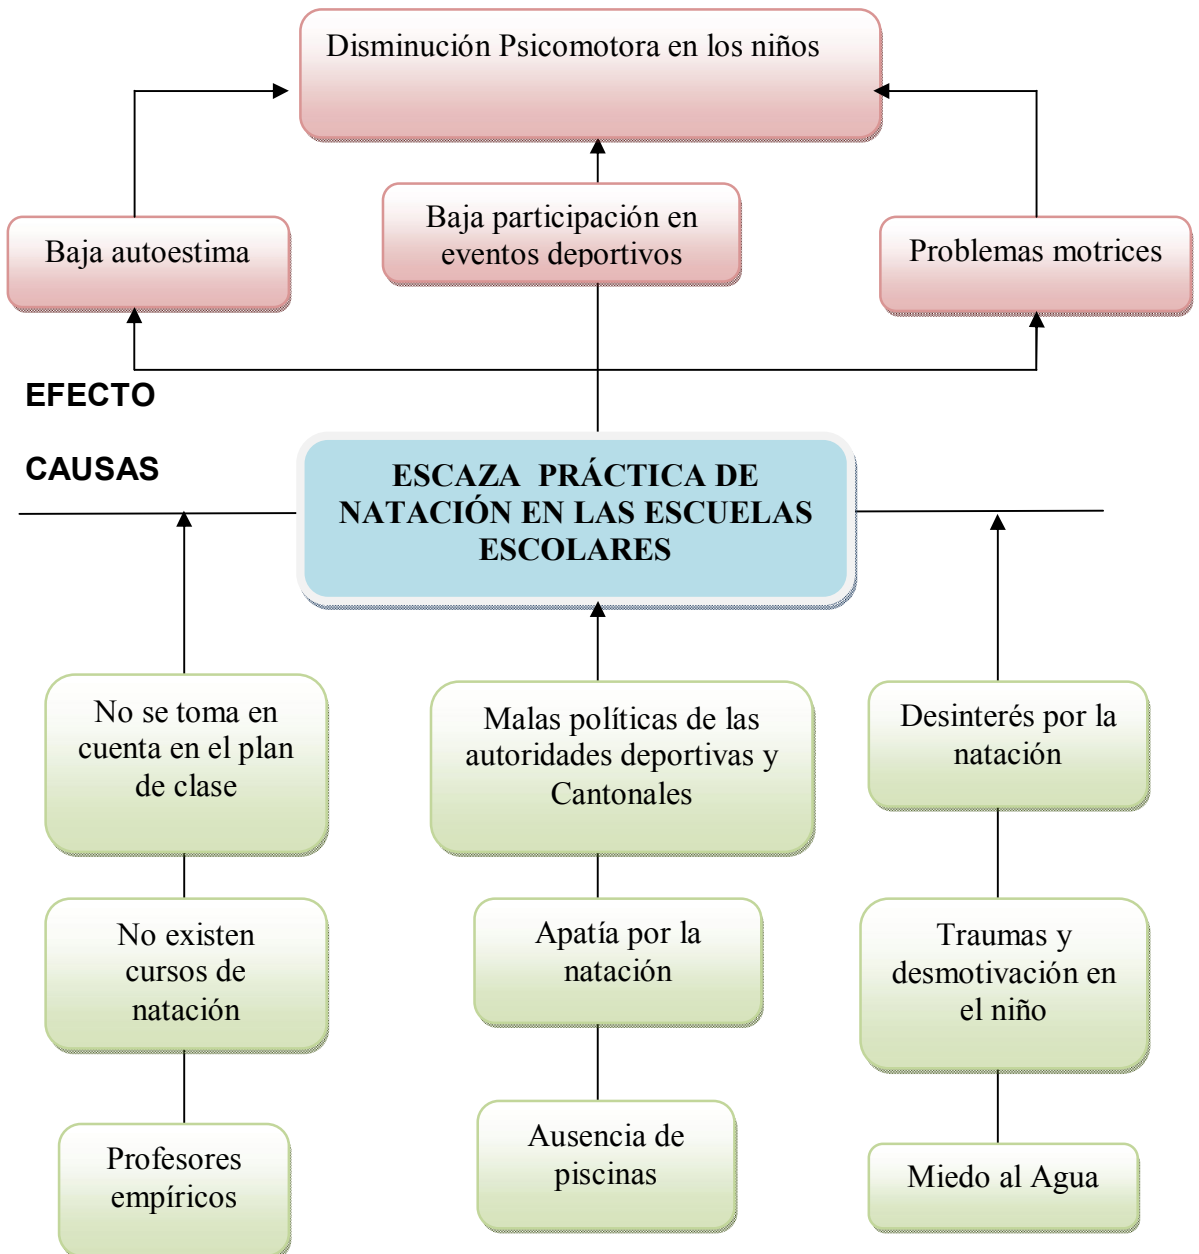 Disminución Psicomotora en los niños
Baja autoestima
Baja participación en
eventos deportivos
Problemas motrices
EFECTO
CAUSAS
ESCAZA PRÁCTICA DE
NATACIÓN EN LAS ESCUELAS
ESCOLARES
No se toma en
cuenta en el plan
de clase
Malas políticas de las
autoridades deportivas y
Cantonales
Desinterés por la
natación
No existen
cursos de
natación
Apatía por la
natación
Traumas y
desmotivación en
el niño
Profesores
empíricos
Ausencia de
piscinas
Miedo al Agua